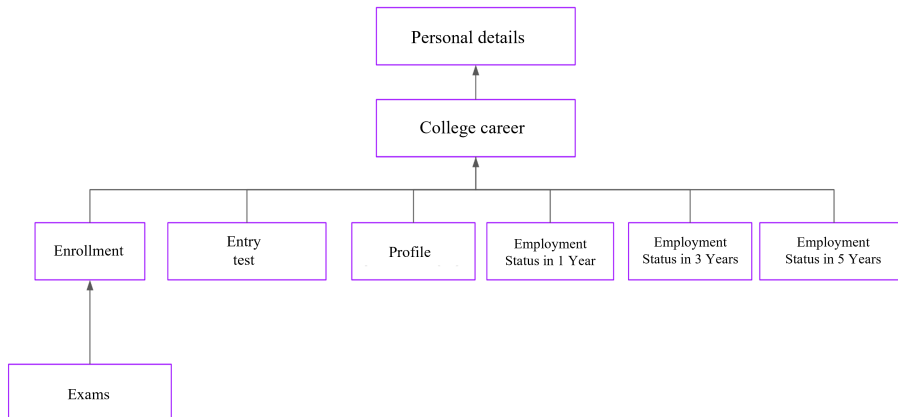 Personal details
College career
Enrollment
Entry
test
Profile
Employment
Status in 1 Year
Employment
Status in 3 Years
Employment
Status in 5 Years
Exams